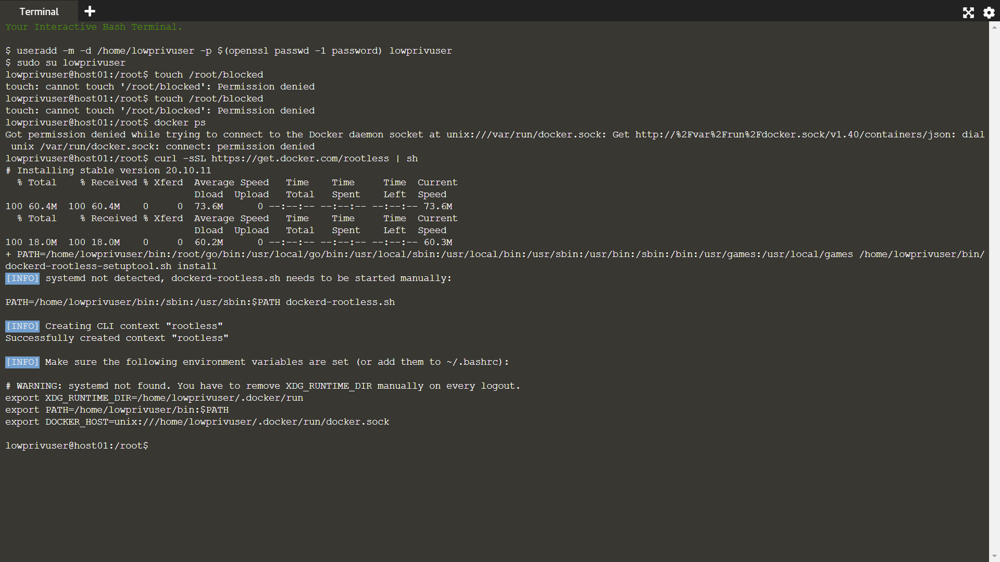 Terminal
Your Interactive Bash Terminal.
$ useradd -m -d /home/lowprivuser -p $(openssl passwd -1 password) lowprivuser
$ sudo su lowprivuser
lowprivuser@host01:/root$ touch /root/blocked
touch: cannot touch '/root/blocked': Permission denied
lowprivuser@host01:/root$ touch /root/blocked
touch: cannot touch '/root/blocked': Permission denied
lowprivuser@host01:/root$ docker ps
Got permission denied while trying to connect to the Docker daemon socket at unix:///var/run/docker.sock: Get http://%2Fvar%2Frun%2Fdocker.sock/v1.40/containers/json: dial
 unix /var/run/docker.sock: connect: permission denied
lowprivuser@host01:/root$ curl -sSL https://get.docker.com/rootless | sh
# Installing stable version 20.10.11
  % Total    % Received % Xferd  Average Speed   Time    Time     Time  Current
                                 Dload  Upload   Total   Spent    Left  Speed
100 60.4M  100 60.4M    0     0  73.6M      0 --:--:-- --:--:-- --:--:-- 73.6M
  % Total    % Received % Xferd  Average Speed   Time    Time     Time  Current
                                 Dload  Upload   Total   Spent    Left  Speed
100 18.0M  100 18.0M    0     0  60.2M      0 --:--:-- --:--:-- --:--:-- 60.3M
+ PATH=/home/lowprivuser/bin:/root/go/bin:/usr/local/go/bin:/usr/local/sbin:/usr/local/bin:/usr/sbin:/usr/bin:/sbin:/bin:/usr/games:/usr/local/games /home/lowprivuser/bin/
dockerd-rootless-setuptool.sh install
[INFO] systemd not detected, dockerd-rootless.sh needs to be started manually:
PATH=/home/lowprivuser/bin:/sbin:/usr/sbin:$PATH dockerd-rootless.sh
[INFO] Creating CLI context "rootless"
Successfully created context "rootless"
[INFO] Make sure the following environment variables are set (or add them to ~/.bashrc):
# WARNING: systemd not found. You have to remove XDG_RUNTIME_DIR manually on every logout.
export XDG_RUNTIME_DIR=/home/lowprivuser/.docker/run
export PATH=/home/lowprivuser/bin:$PATH
export DOCKER_HOST=unix:///home/lowprivuser/.docker/run/docker.sock
lowprivuser@host01:/root$